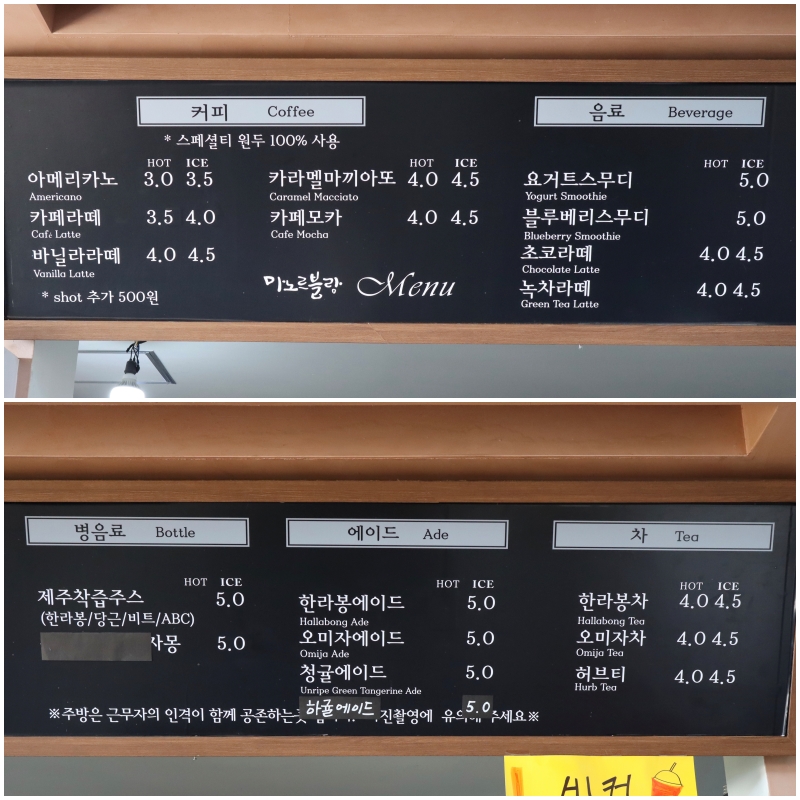 커피 Coffee
* 스페셜티 원두 100% 사용
HOT ICE
아메리카노 3.0 3.5
Americano
카페라떼 3.5 4.0
Café Latte
바닐라라떼 4.0 4.5
Vanilla Latte
* shot 추가 500원
HOT ICE
카라멜마끼아또 4.0 4.5
Caramel Macciato
카페모카 4.0 4.5
Cafe Mocha
미노르블랑 Menu
음료 Beverage
HOT ICE
요거트스무디 5.0
Yogurt Smoothie
블루베리스무디 5.0
Blueberry Smoothie
초코라떼 4.0 4.5
Chocolate Latte
녹차라떼 4.0 4.5
Green Tea Latte
병음료 Bottle
HOT ICE
제주착즙주스 5.0
(한라봉/당근/비트/ABC)
사몽 5.0
에이드 Ade
HOT ICE
한라봉에이드 5.0
Hallabong Ade
오미자에이드 5.0
Omija Ade
청귤에이드 5.0
Unripe Green Tangerine Ade
하귤에이드 5.0
차 Tea
HOT ICE
한라봉차 4.0 4.5
Hallabong Tea
오미자차 4.0 4.5
Omija Tea
허브티 4.0 4.5
Hurb Tea
※주방은 근무자의 인격이 함께 공존하는 진촬영에 유의 주세요※